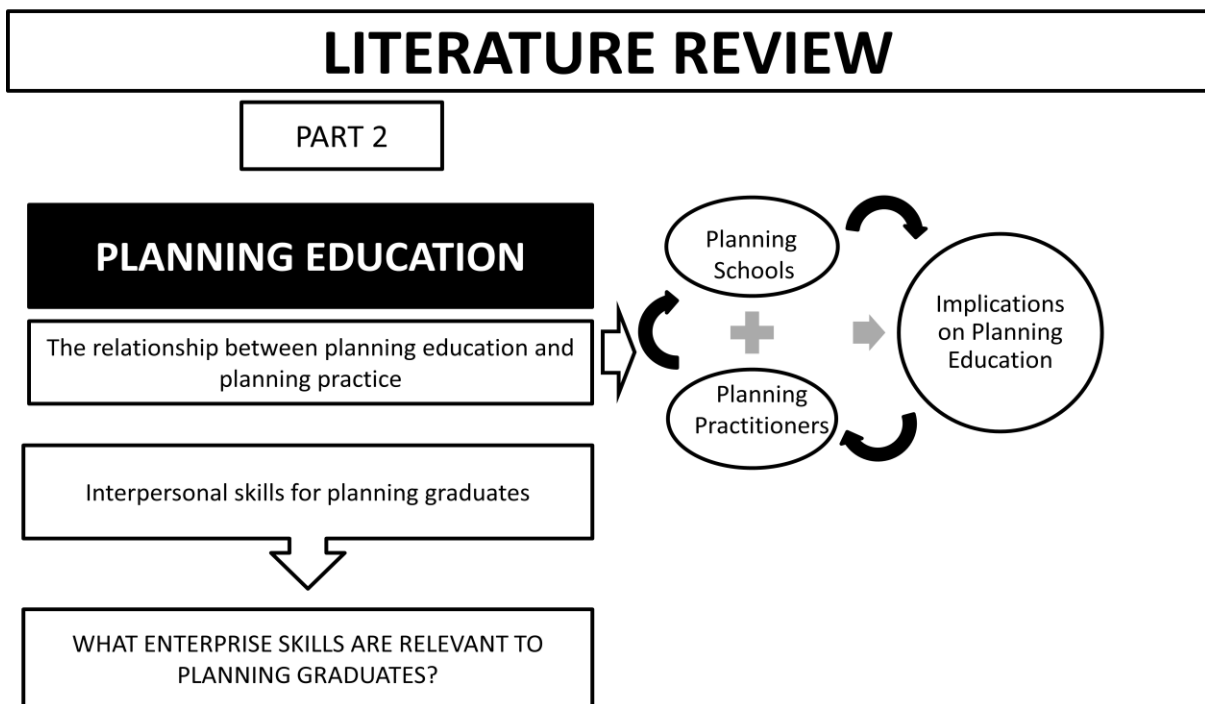 LITERATURE REVIEW
PART 2
PLANNING EDUCATION
The relationship between planning education and
planning practice
Interpersonal skills for planning graduates
WHAT ENTERPRISE SKILLS ARE RELEVANT TO
PLANNING GRADUATES?
Planning
Schools
Planning
Practitioners
Implications
on Planning
Education